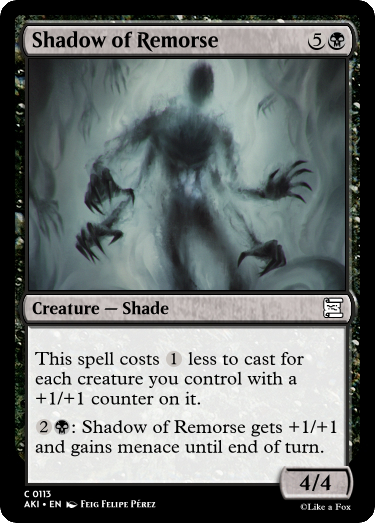 Shadow of Remorse 5
Creature — Shade
This spell costs 1 less to cast for
each creature you control with a
+1/+1 counter on it.
2 : Shadow of Remorse gets +1/+1
and gains menace until end of turn.
4/4
C 0113
AKI • EN Feig Felipe Pérez
©Like a Fox